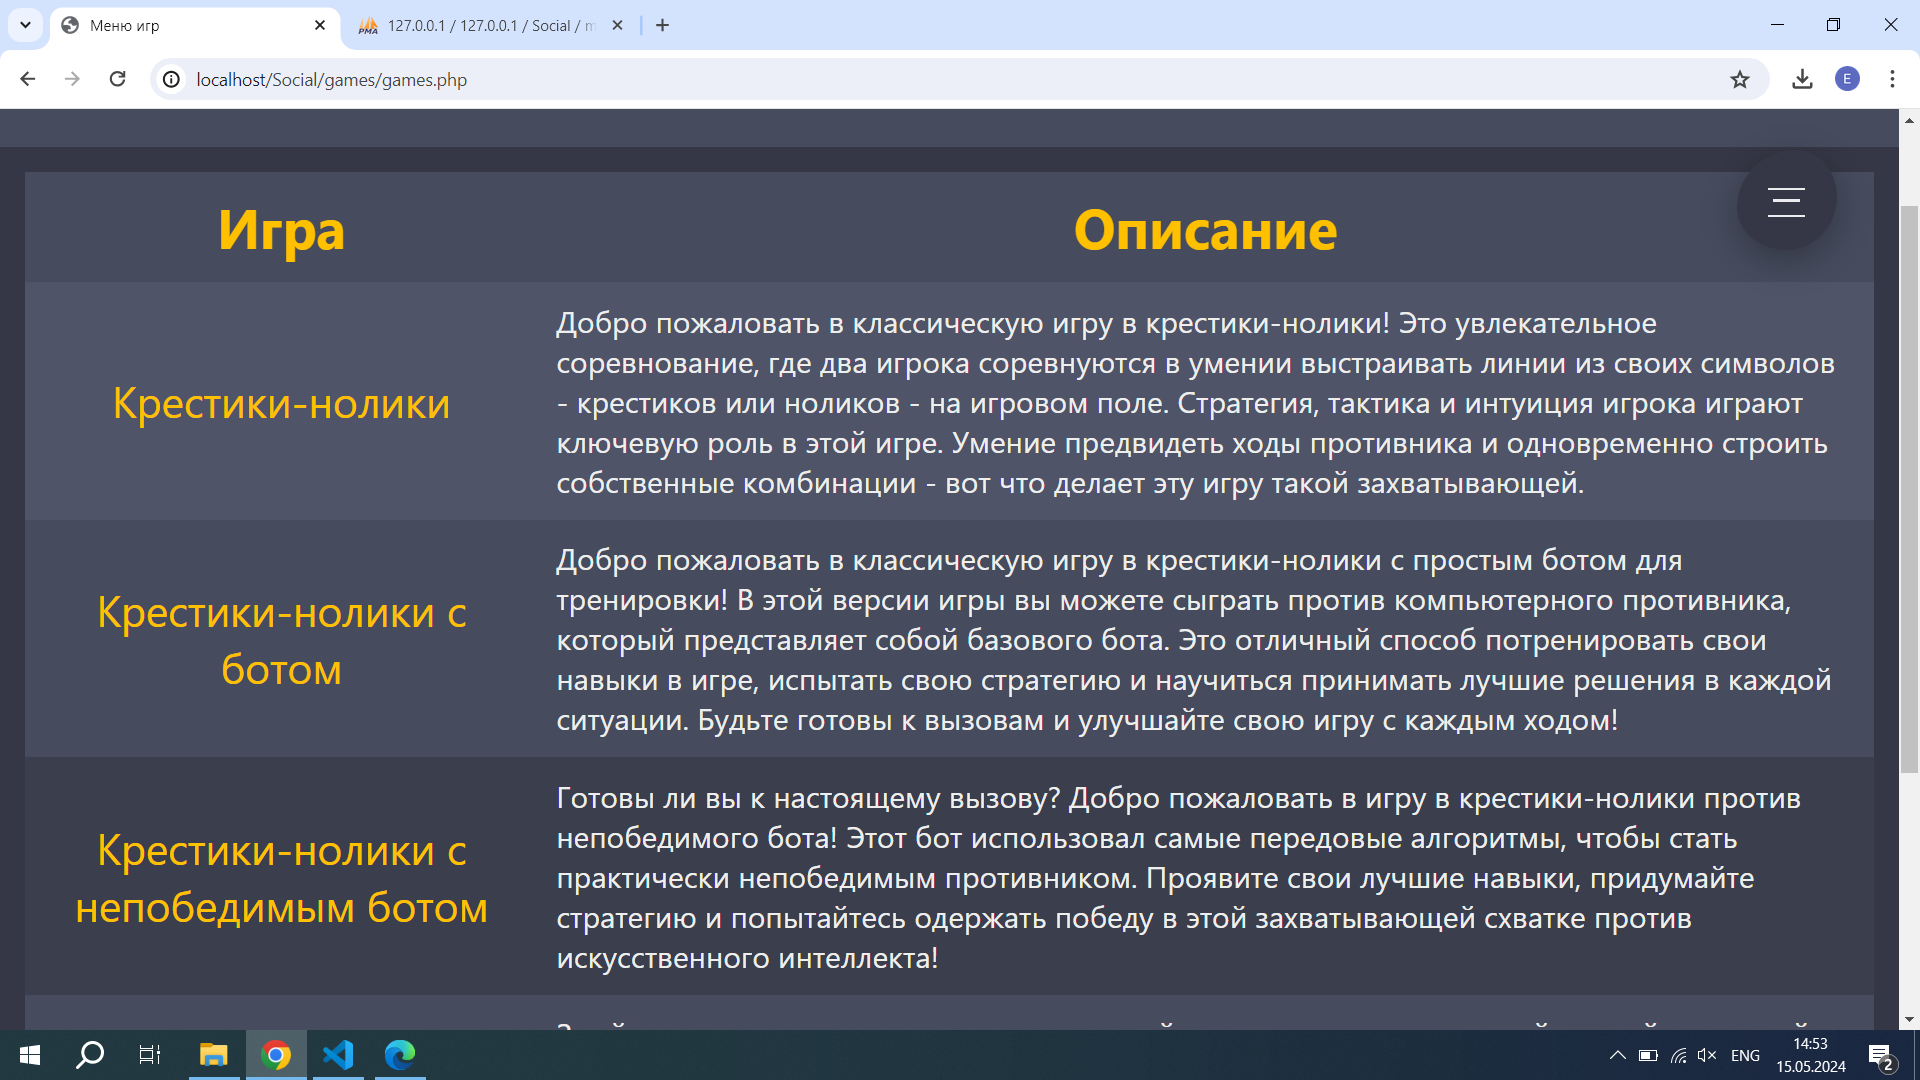 Меню игр
127.0.0.1 / 127.0.0.1 / Social / m
localhost/Social/games/games.php
E
Игра
Описание
Крестики-нолики
Добро пожаловать в классическую игру в крестики-нолики! Это увлекательное
соревнование, где два игрока соревнуются в умении выстраивать линии из своих символов
- крестиков или ноликов - на игровом поле. Стратегия, тактика и интуиция игрока играют
ключевую роль в этой игре. Умение предвидеть ходы противника и одновременно строить
собственные комбинации - вот что делает эту игру такой захватывающей.
Крестики-нолики с
ботом
Добро пожаловать в классическую игру в крестики-нолики с простым ботом для
тренировки! В этой версии игры вы можете сыграть против компьютерного противника,
который представляет собой базового бота. Это отличный способ потренировать свои
навыки в игре, испытать свою стратегию и научиться принимать лучшие решения в каждой
ситуации. Будьте готовы к вызовам и улучшайте свою игру с каждым ходом!
Крестики-нолики с
непобедимым ботом
Готовы ли вы к настоящему вызову? Добро пожаловать в игру в крестики-нолики против
непобедимого бота! Этот бот использовал самые передовые алгоритмы, чтобы стать
практически непобедимым противником. Проявите свои лучшие навыки, придумайте
стратегию и попытайтесь одержать победу в этой захватывающей схватке против
искусственного интеллекта!
ENG
14:53
15.05.2024
2